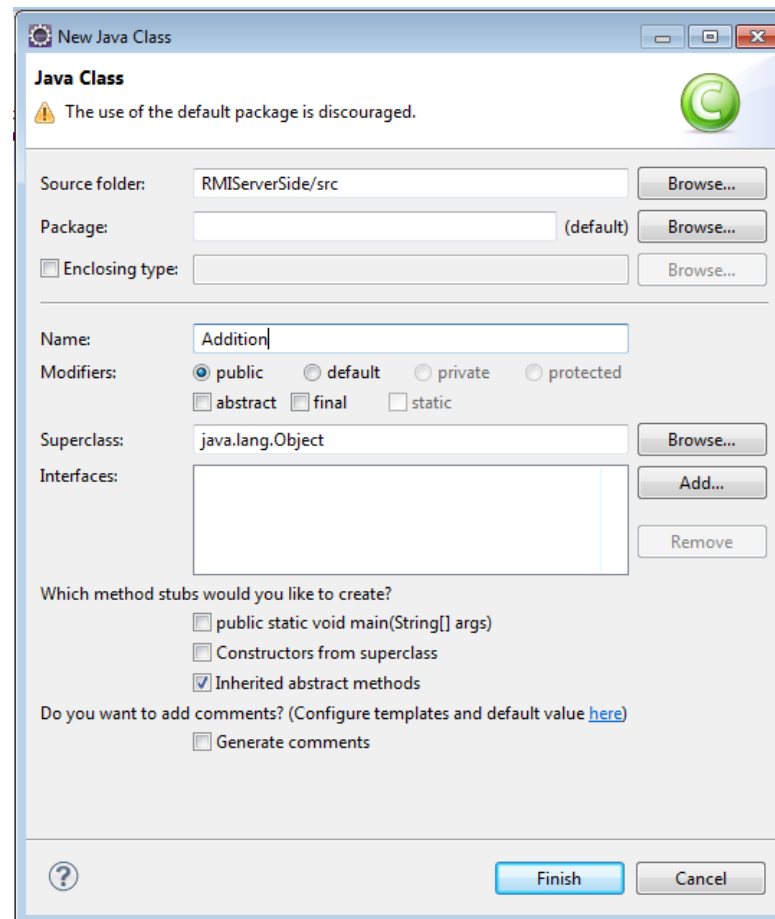 New Java Class
Java Class
The use of the default package is discouraged.
Source folder: RMIServerSide/src Browse...
Package: (default) Browse...
Enclosing type: Browse...
Name: Addition
Modifiers: public default private protected
abstract final static
Superclass: java.lang.Object Browse...
Interfaces: Add...
Remove
Which method stubs would you like to create?
public static void main(String[] args)
Constructors from superclass
Inherited abstract methods
Do you want to add comments? (Configure templates and default value here)
Generate comments
? Finish Cancel